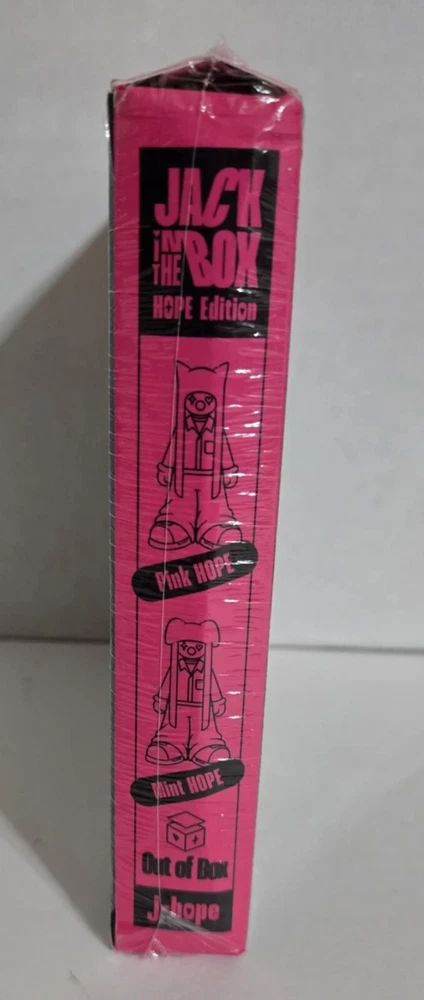 JACK
iN
THE BOX
HOPE Edition
Pink HOPE
Mint HOPE
Out of Box
j-hope